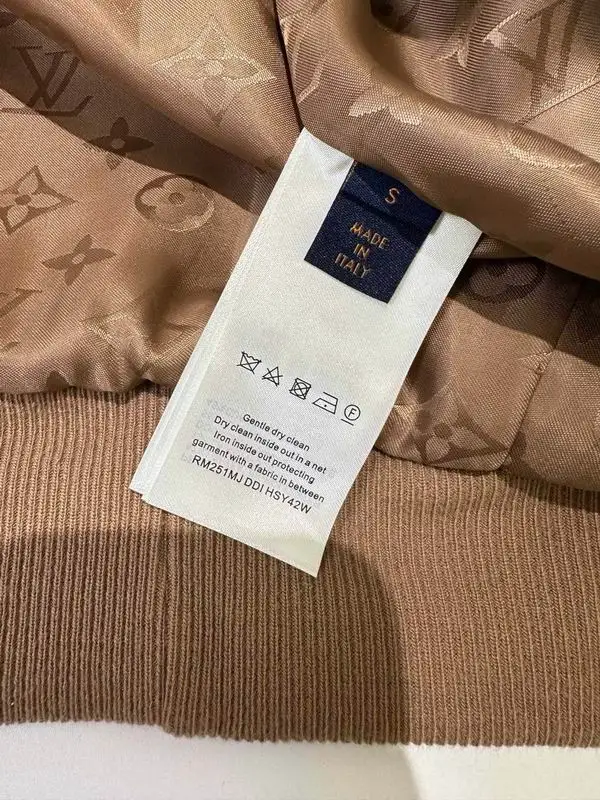 S
MADE
IN
ITALY
F
Gentle dry clean
Dry clean inside out in a net
Iron inside out protecting
garment with a fabric in between
RM251MJ DDI HSY42W